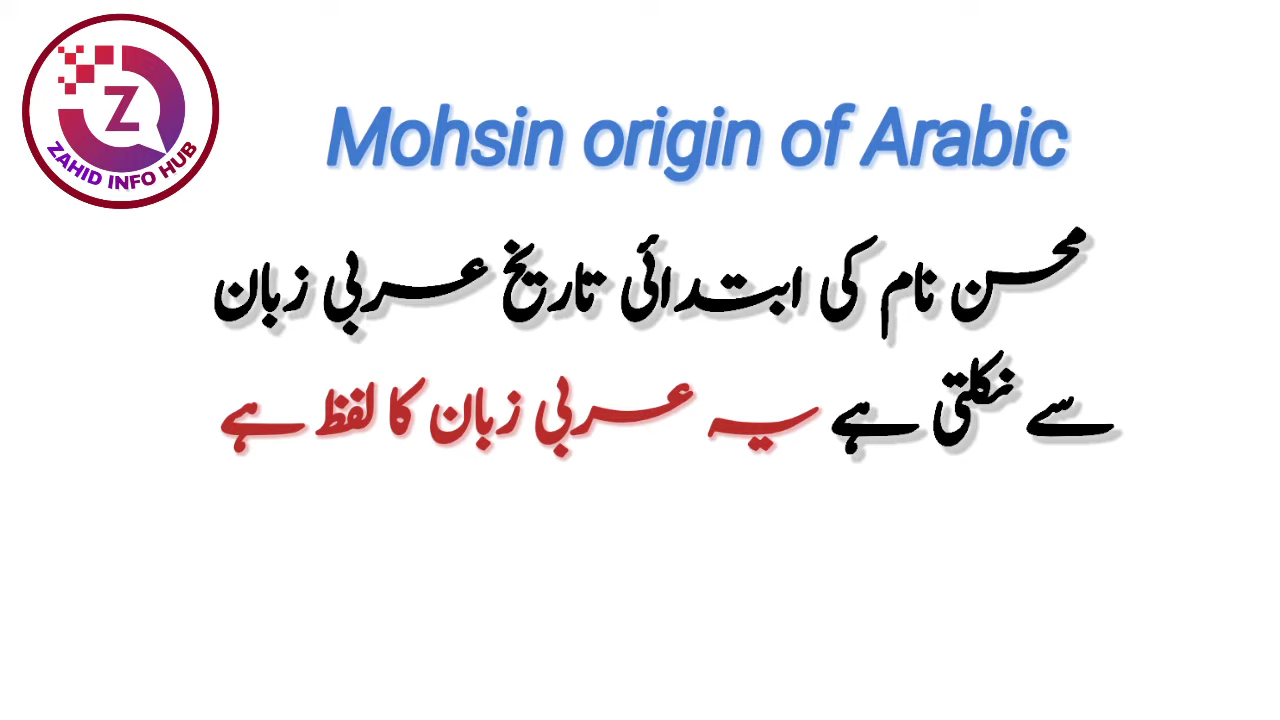 Z
ZAHID INFO HUB
Mohsin origin of Arabic
محسن نام کی ابتدائی تاریخ عربی زبان
سے نکلتی ہے یہ عربی زبان کا لفظ ہے